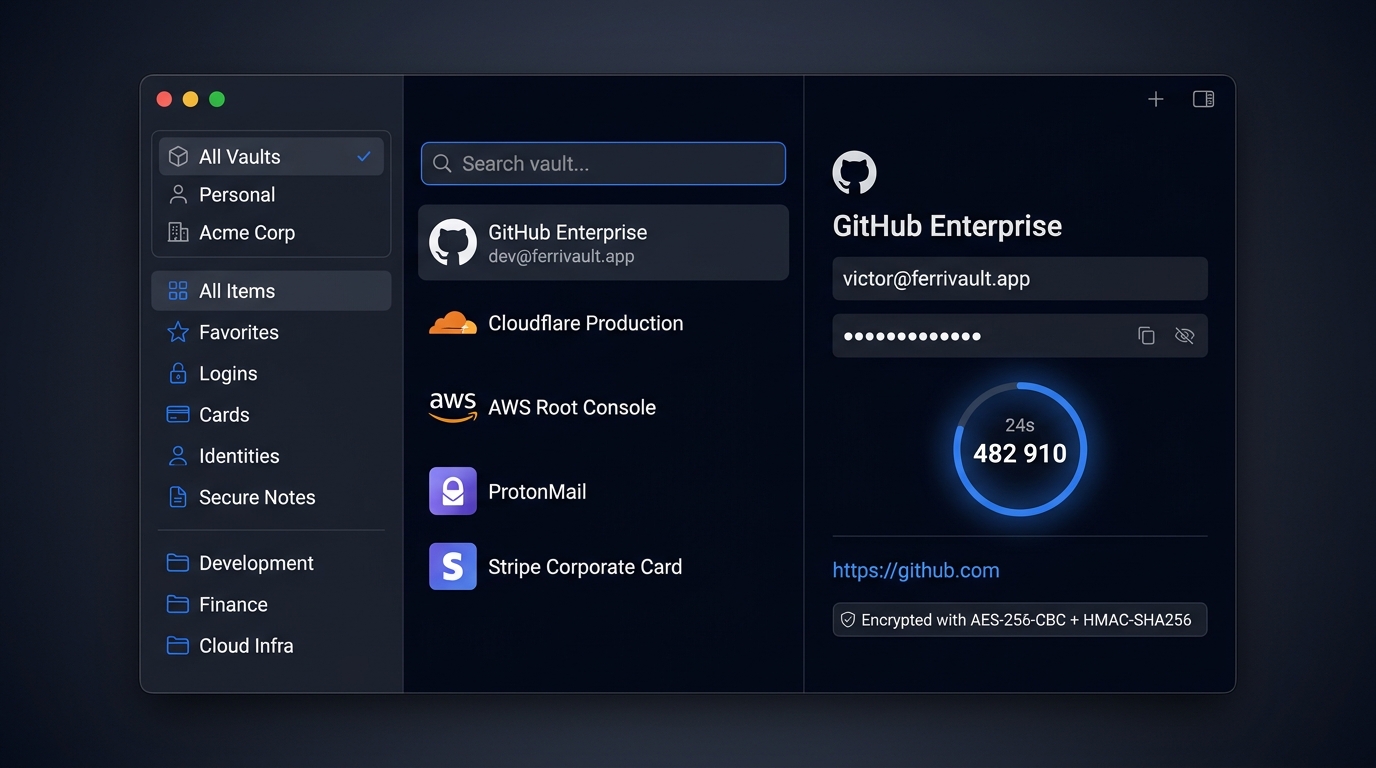 All Vaults
Personal
Acme Corp
All Items
Favorites
Logins
Cards
Identities
Secure Notes
Development
Finance
Cloud Infra
Search vault...
GitHub Enterprise
dev@ferrivault.app
Cloudflare Production
aws
AWS Root Console
ProtonMail
S
Stripe Corporate Card
GitHub Enterprise
victor@ferrivault.app
24s
482 910
https://github.com
Encrypted with AES-256-CBC + HMAC-SHA256